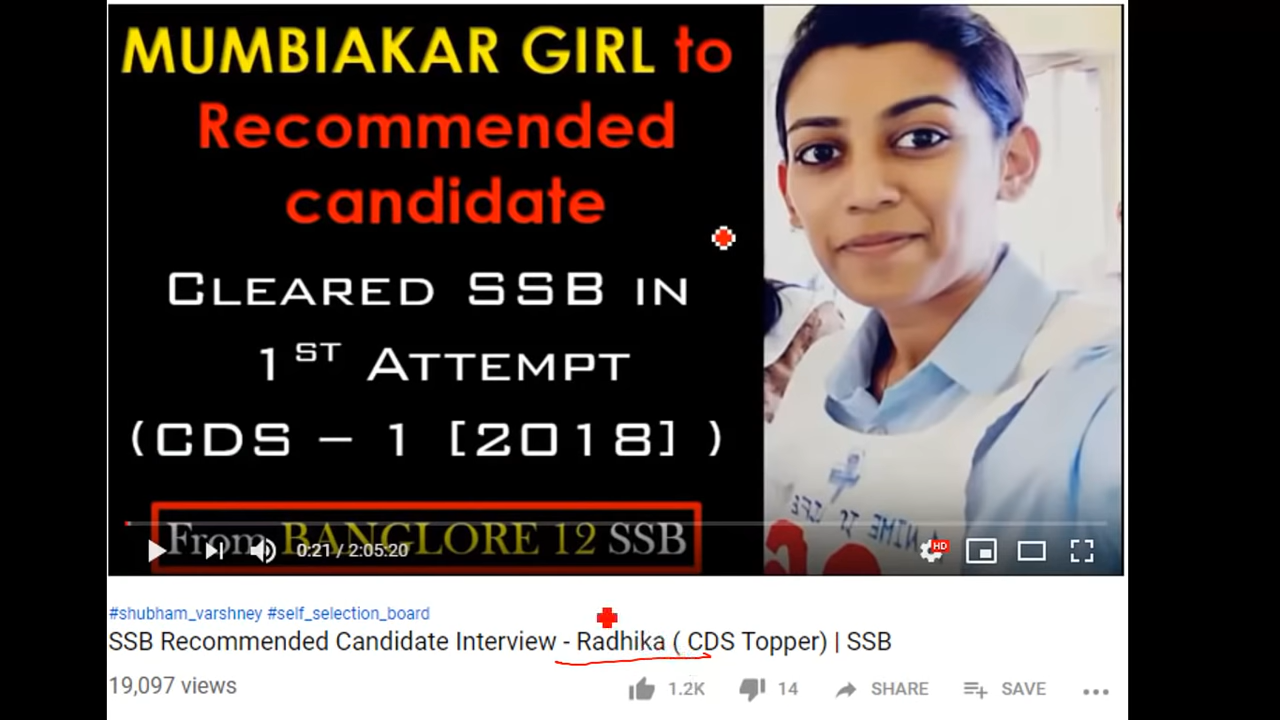 MUMBIAKAR GIRL to
Recommended
candidate
CLEARED SSB IN
1ST ATTEMPT
(CDS – 1 [2018] )
From BANGLORE 12 SSB
0:21 / 2:05:20
HD
#shubham_varshney #self_selection_board
SSB Recommended Candidate Interview - Radhika ( CDS Topper) | SSB
19,097 views
1.2K
14
SHARE
SAVE